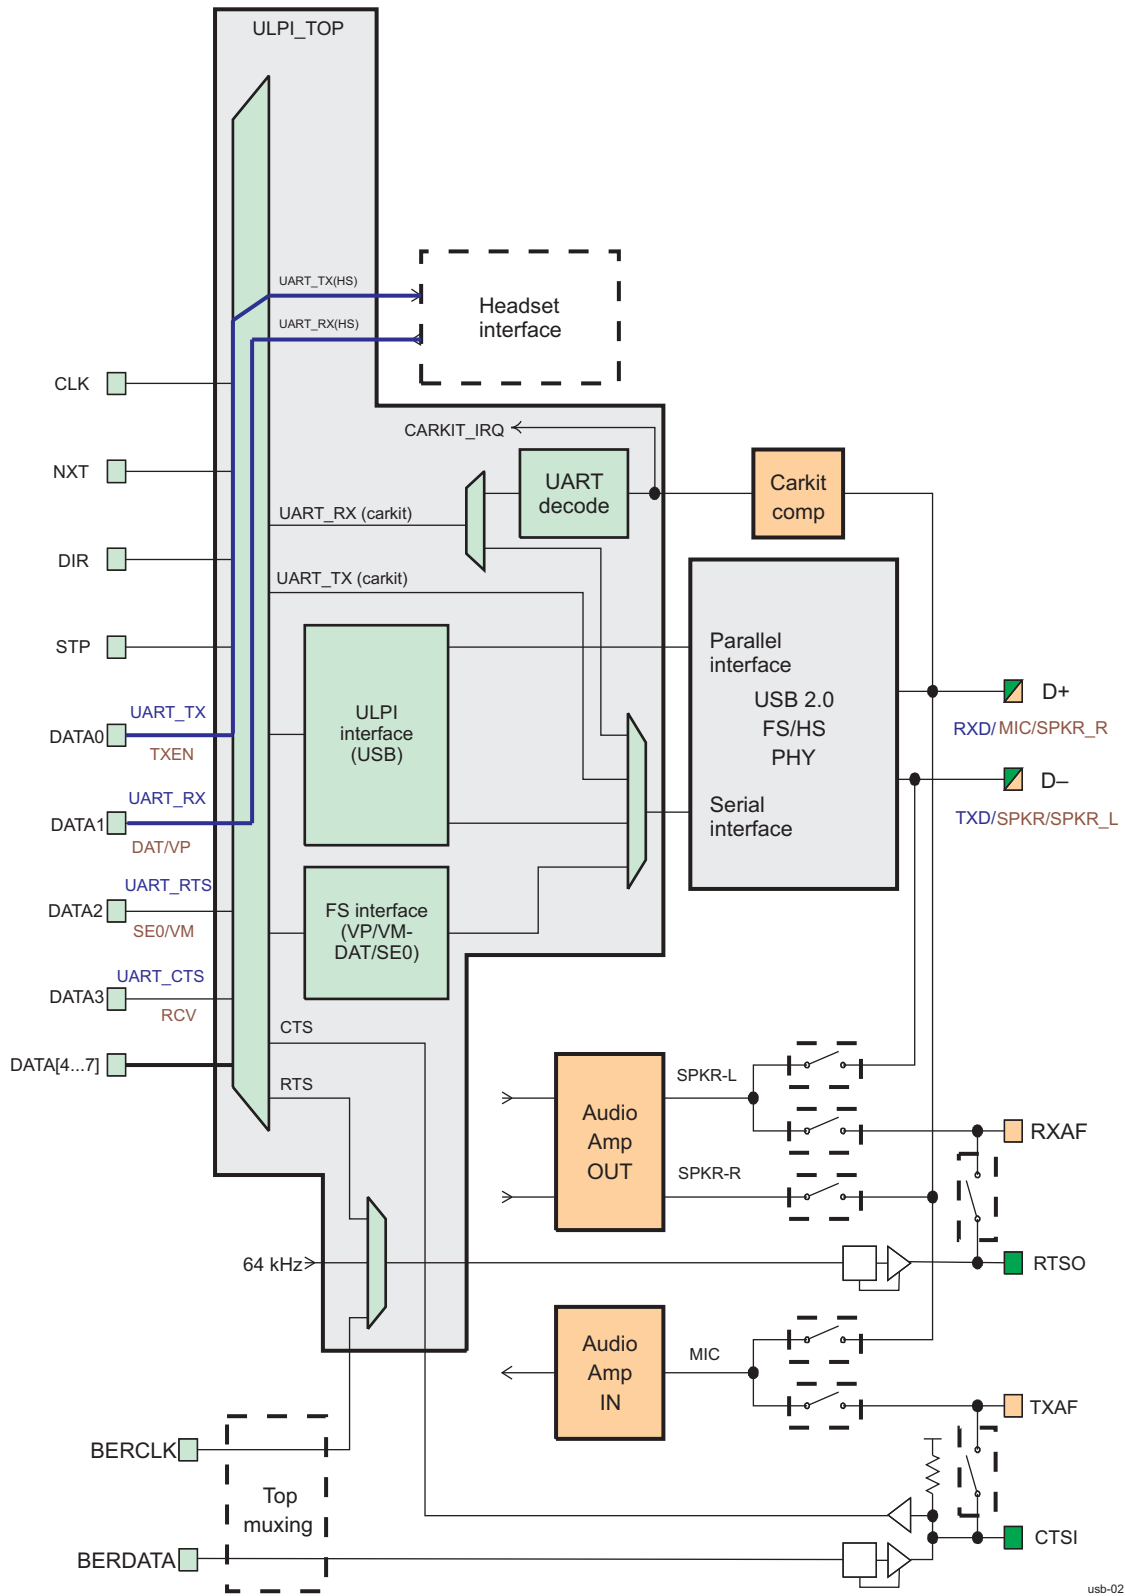 ULPI_TOP
UART_TX(HS)
UART_RX(HS)
Headset
interface
CLK
NXT
DIR
STP
CARKIT_IRQ
UART
decode
Carkit
comp
UART_RX (carkit)
UART_TX (carkit)
ULPI
interface
(USB)
Parallel
interface
USB 2.0
FS/HS
PHY
Serial
interface
D+
RXD/ MIC/SPKR_R
D–
TXD/SPKR/SPKR_L
UART_TX
DATA0
TXEN
UART_RX
DATA1
DAT/VP
UART_RTS
DATA2
SE0/VM
UART_CTS
DATA3
RCV
DATA[4...7]
FS interface
(VP/VM-
DAT/SE0)
CTS
RTS
SPKR-L
Audio
Amp
OUT
SPKR-R
RXAF
64 kHz
RTSO
Audio
Amp
IN
MIC
TXAF
BERCLK
Top
muxing
BERDATA
CTSI
usb-02